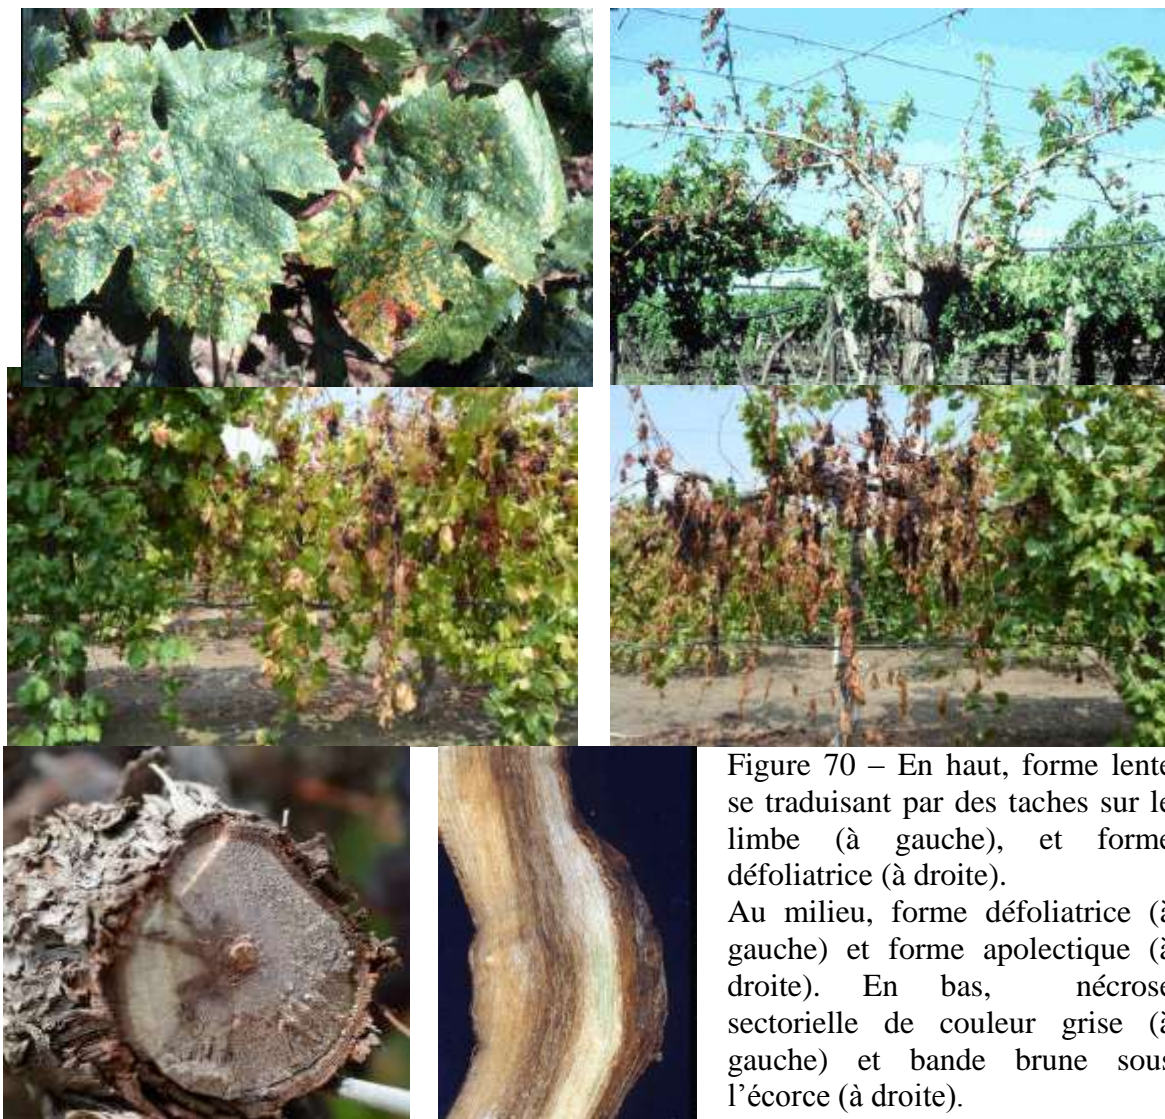 Figure 70 – En haut, forme lente
se traduisant par des taches sur le
limbe (à gauche), et forme
défoliatrice (à droite).
Au milieu, forme défoliatrice (à
gauche) et forme apolectique (à
droite). En bas, nécrose
sectorielle de couleur grise (à
gauche) et bande brune sous
l'écorce (à droite).